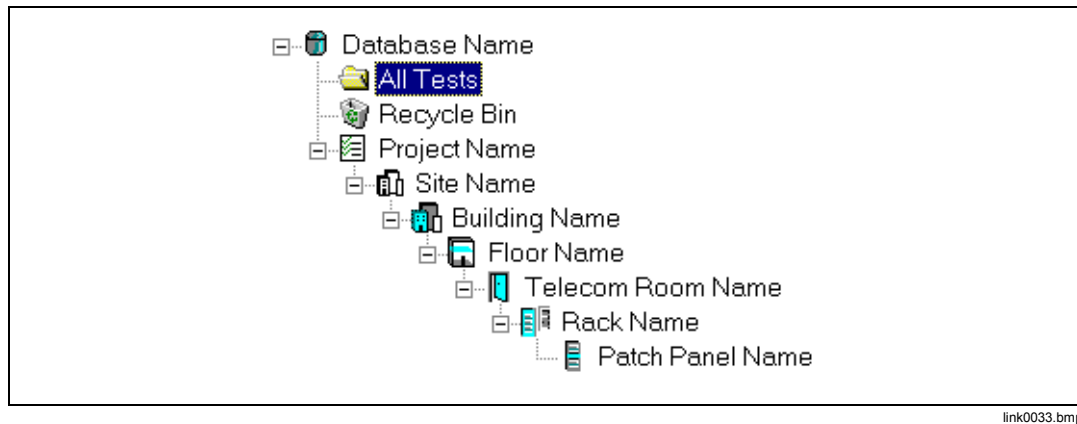 Database Name
All Tests
Recycle Bin
Project Name
Site Name
Building Name
Floor Name
Telecom Room Name
Rack Name
Patch Panel Name
link0033.bmp